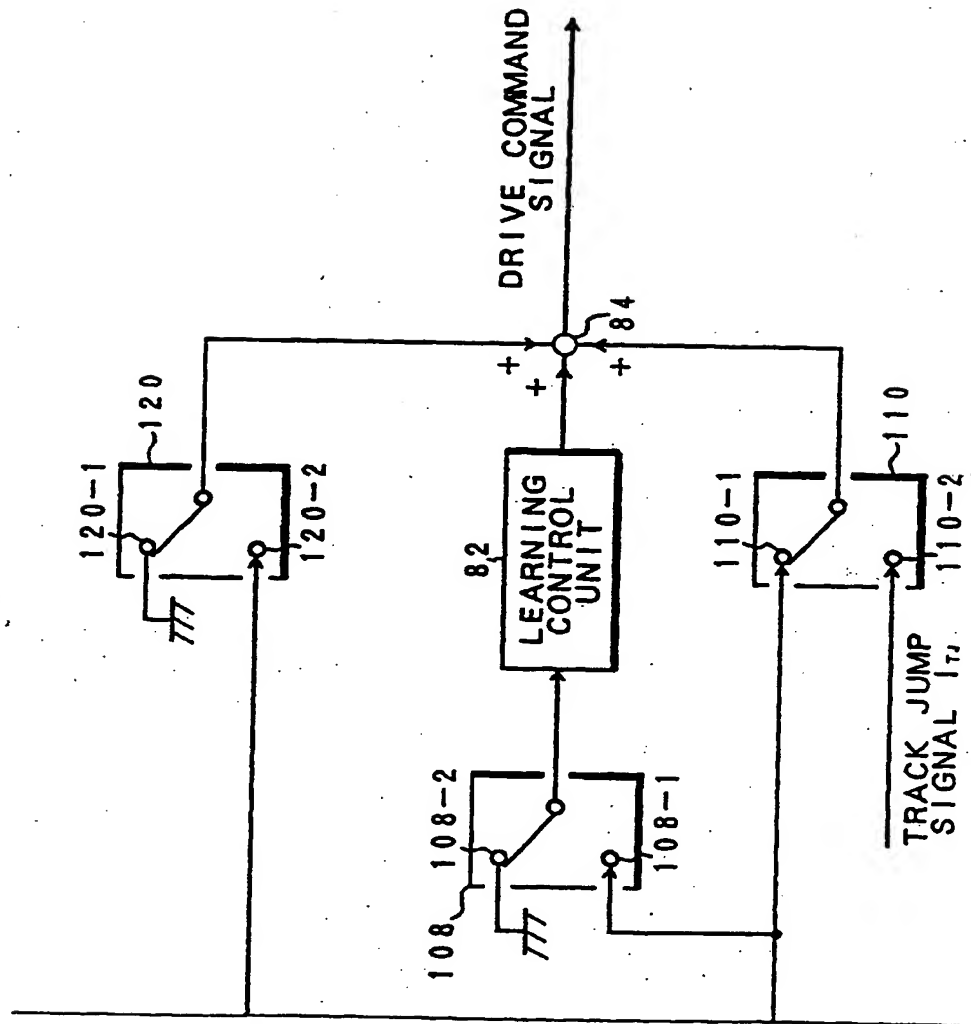 120-1
120
120-2
DRIVE COMMAND
SIGNAL
+
+
+
84
82
LEARNING
CONTROL
UNIT
108
108-2
108-1
110-1
110
110-2
TRACK JUMP
SIGNAL ITJ